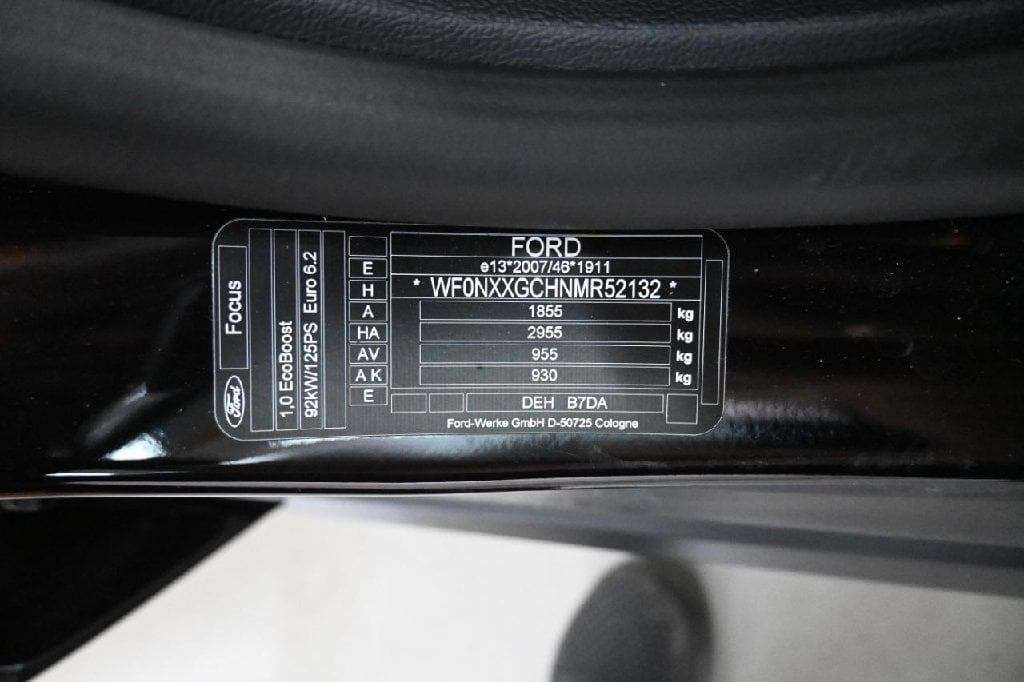 FORD
e13*2007/46*1911
* WF0NXXGCHNMR52132 *
1855 kg
2955 kg
955 kg
930 kg
DEH B7DA
Ford-Werke GmbH D-50725 Cologne
E
H
A
HA
AV
A K
E
Focus
Ford
1,0 EcoBoost
92kW/125PS Euro 6.2